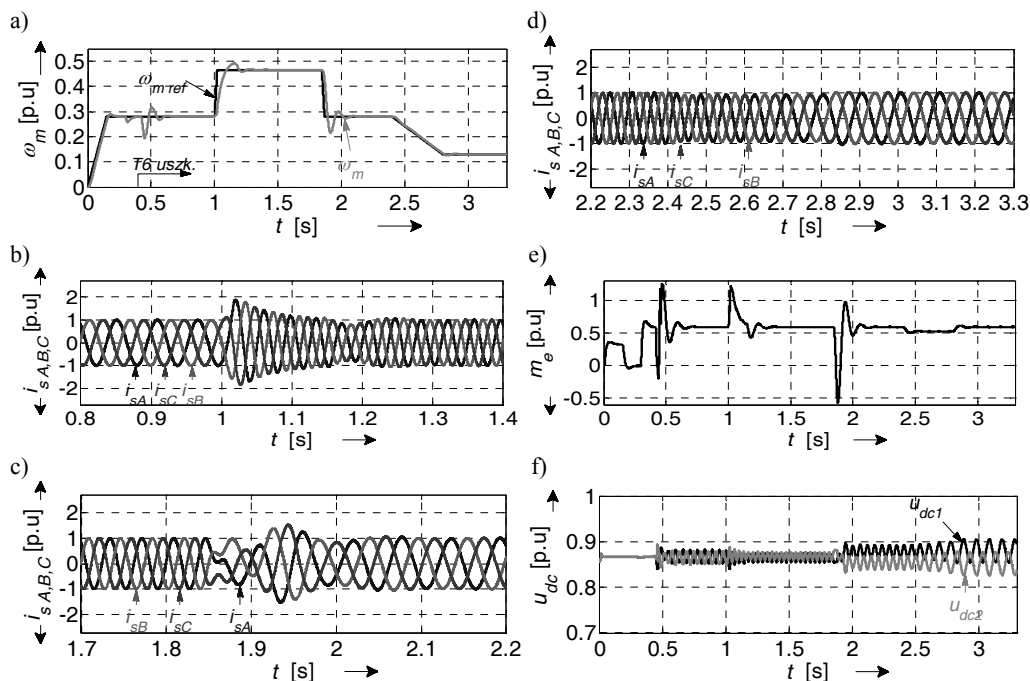 a)
ω_m [p.u]
0.5
0.4
0.3
0.2
0.1
0
ω_m ref
T6 uszk.
ω_m
0 0.5 1 1.5 2 2.5 3
t [s]
b)
i_s A,B,C [p.u]
2
1
0
-1
-2
i_sA i_sC i_sB
0.8 0.9 1 1.1 1.2 1.3 1.4
t [s]
c)
i_s A,B,C [p.u]
2
1
0
-1
-2
i_sB i_sC i_sA
1.7 1.8 1.9 2 2.1 2.2
t [s]
d)
i_s A,B,C [p.u]
2
1
0
-1
-2
i_sA i_sC i_sB
2.2 2.3 2.4 2.5 2.6 2.7 2.8 2.9 3 3.1 3.2 3.3
t [s]
e)
m_e [p.u]
1
0.5
0
-0.5
0 0.5 1 1.5 2 2.5 3
t [s]
f)
u_dc [p.u]
1
0.9
0.8
0.7
u_dc1
u_dc2
0 0.5 1 1.5 2 2.5 3
t [s]